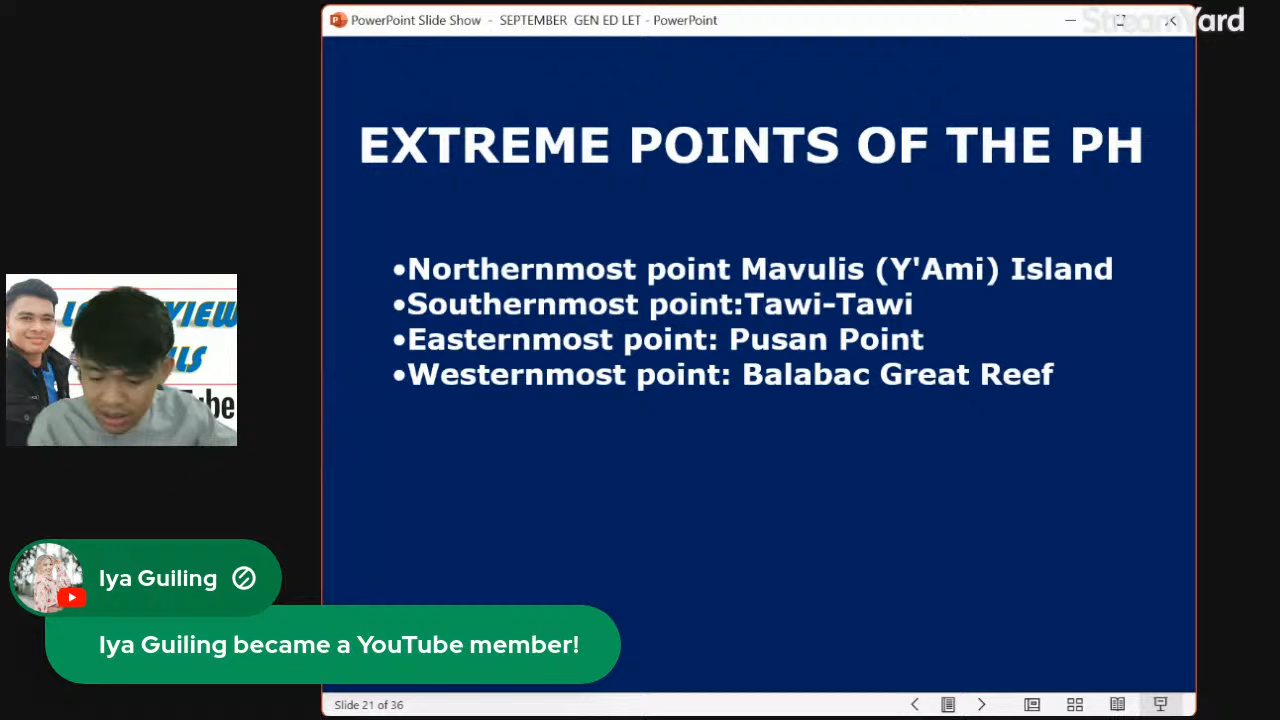 PowerPoint Slide Show - SEPTEMBER GEN ED LET - PowerPoint
StreamYard
EXTREME POINTS OF THE PH
•Northernmost point Mavulis (Y'Ami) Island
•Southernmost point:Tawi-Tawi
•Easternmost point: Pusan Point
•Westernmost point: Balabac Great Reef
Iya Guiling
Iya Guiling became a YouTube member!
Slide 21 of 36